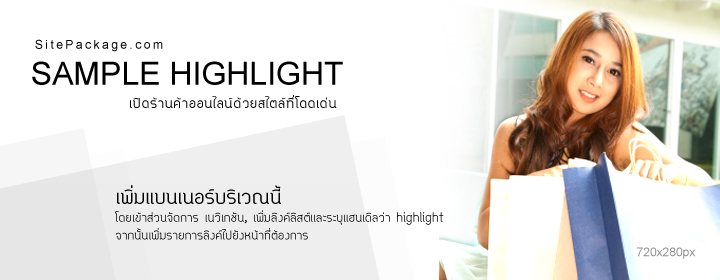 SitePackage.com
SAMPLE HIGHLIGHT
เปิดร้านค้าออนไลน์ด้วยสไตล์ที่โดดเด่น
เพิ่มแบนเนอร์บริเวณนี้
โดยเข้าส่วนจัดการ เนวิเกชัน, เพิ่มลิงค์ลิสต์และระบุแฮนเดิลว่า highlight
จากนั้นเพิ่มรายการลิงค์ไปยังหน้าที่ต้องการ
720x280px